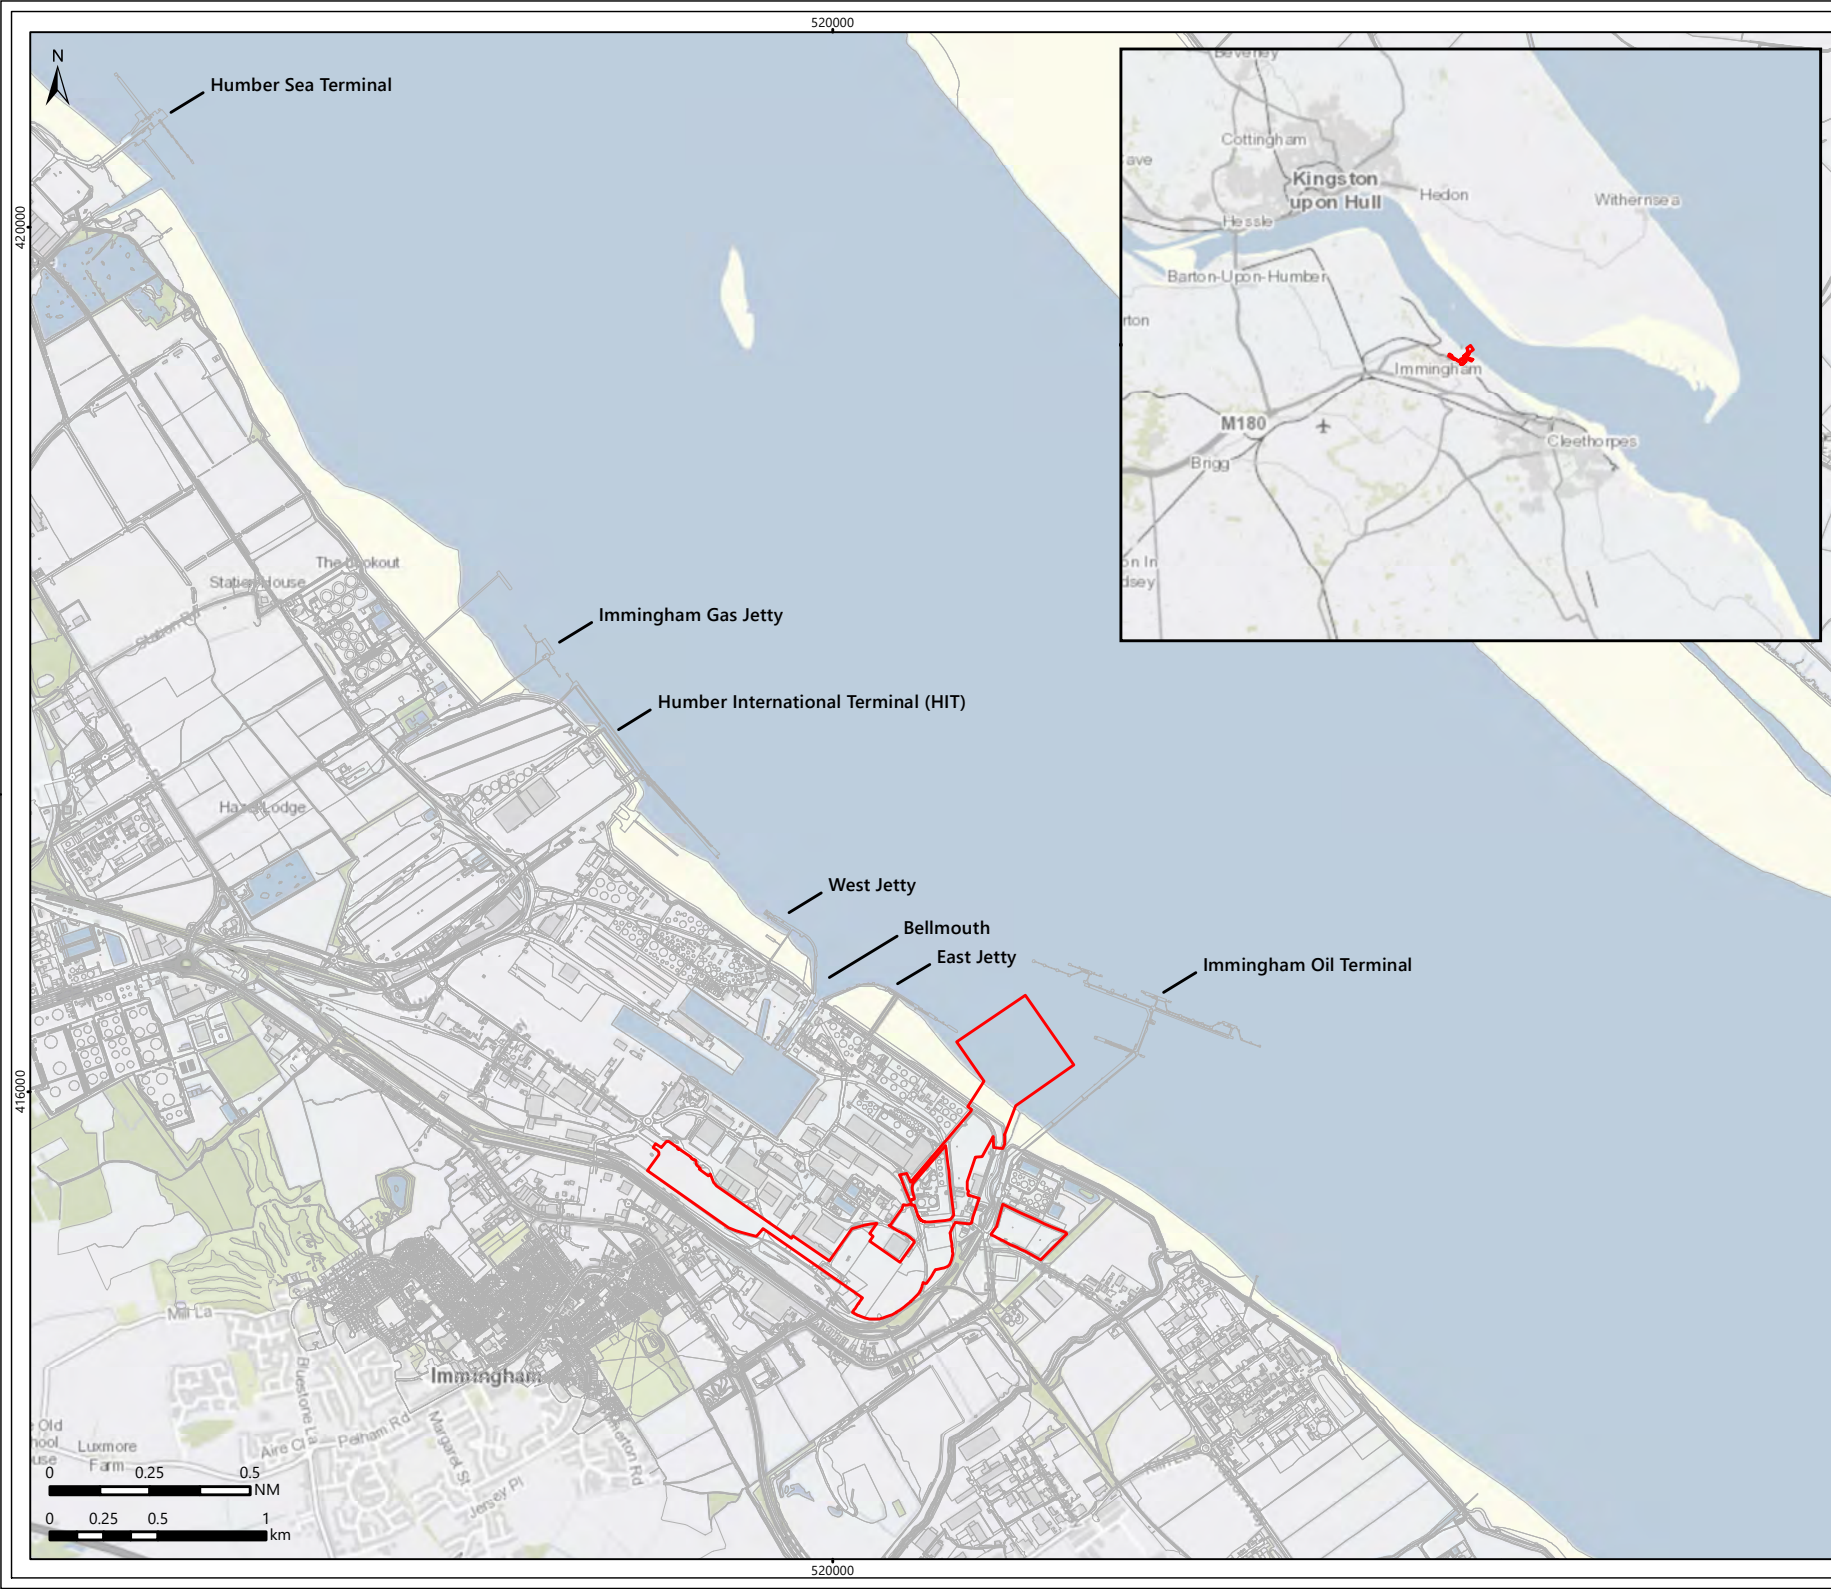 520000
N
Humber Sea Terminal
420000
Beverley
Cottingham
Kingston
upon Hull
Hedon
Withernsea
Hessle
Barton-Upon-Humber
Immingham
M180
Brigg
Cleethorpes
The Lookout
Station House
Station Rd
Immingham Gas Jetty
Humber International Terminal (HIT)
Hazel Lodge
West Jetty
Bellmouth
East Jetty
Immingham Oil Terminal
416000
Mill La
Immingham
Bluestone La
Pelham Rd
Aire Cl
Margaret St
Jersey Pl
Luxmore
Farm
0 0.25 0.5
NM
0 0.25 0.5 1
km
520000